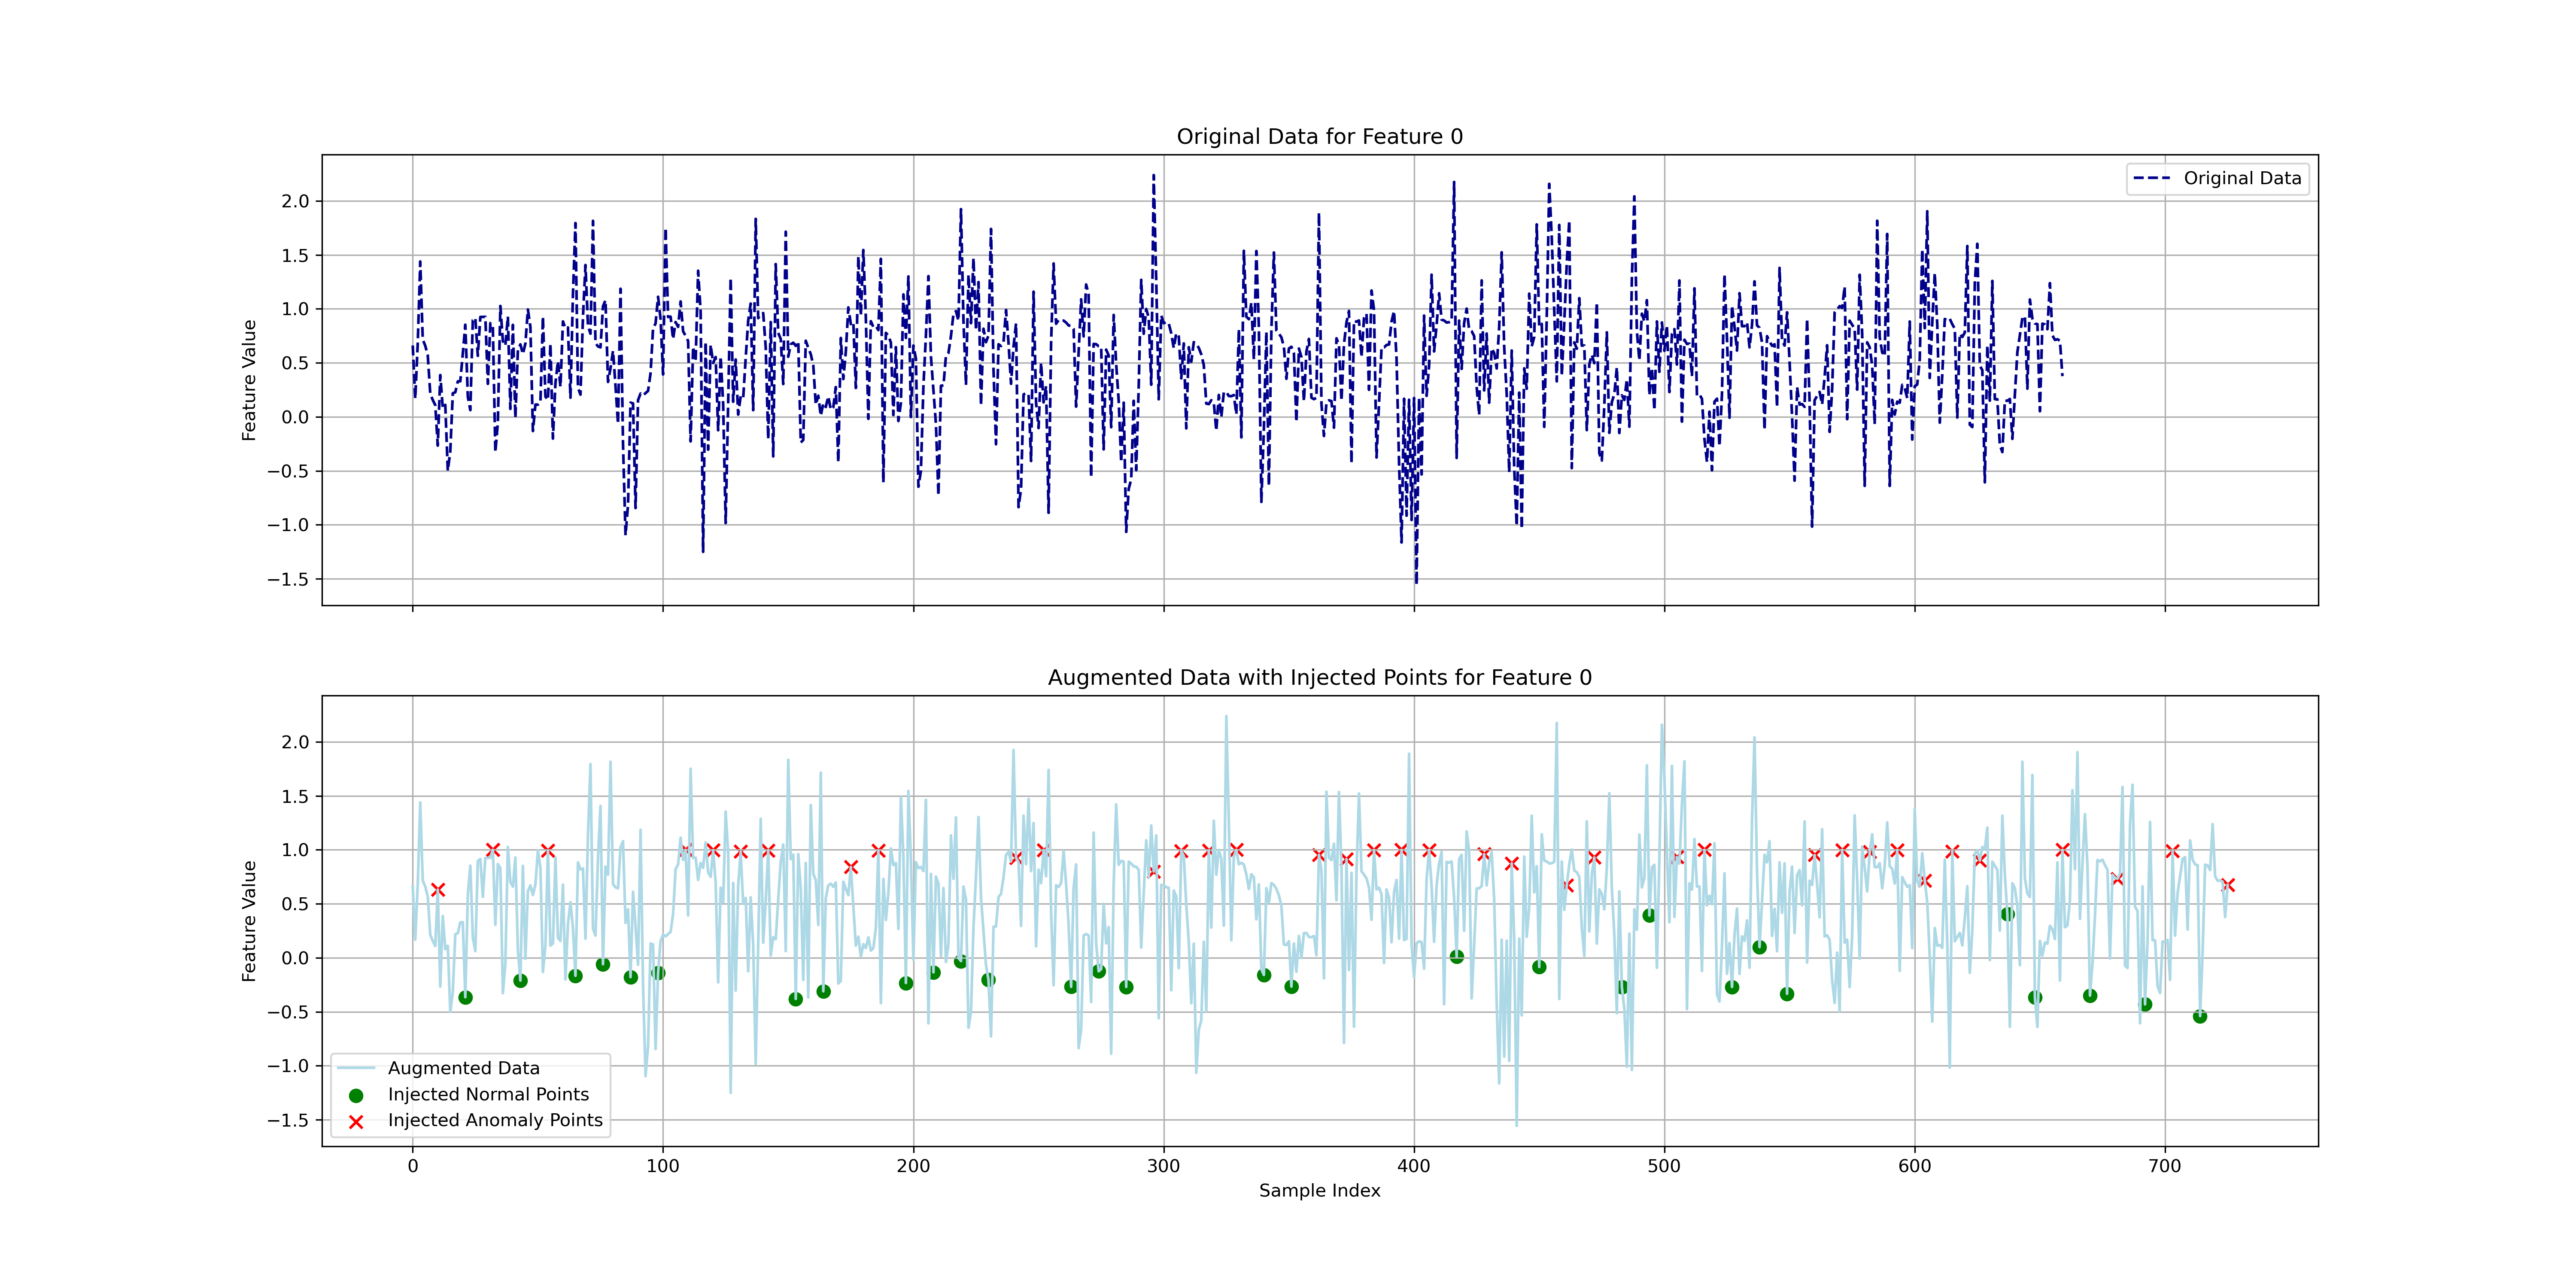 Original Data for Feature 0
Original Data
Feature Value
2.0
1.5
1.0
0.5
0.0
−0.5
−1.0
−1.5
Augmented Data with Injected Points for Feature 0
Feature Value
2.0
1.5
1.0
0.5
0.0
−0.5
−1.0
−1.5
Augmented Data
Injected Normal Points
Injected Anomaly Points
0 100 200 300 400 500 600 700
Sample Index